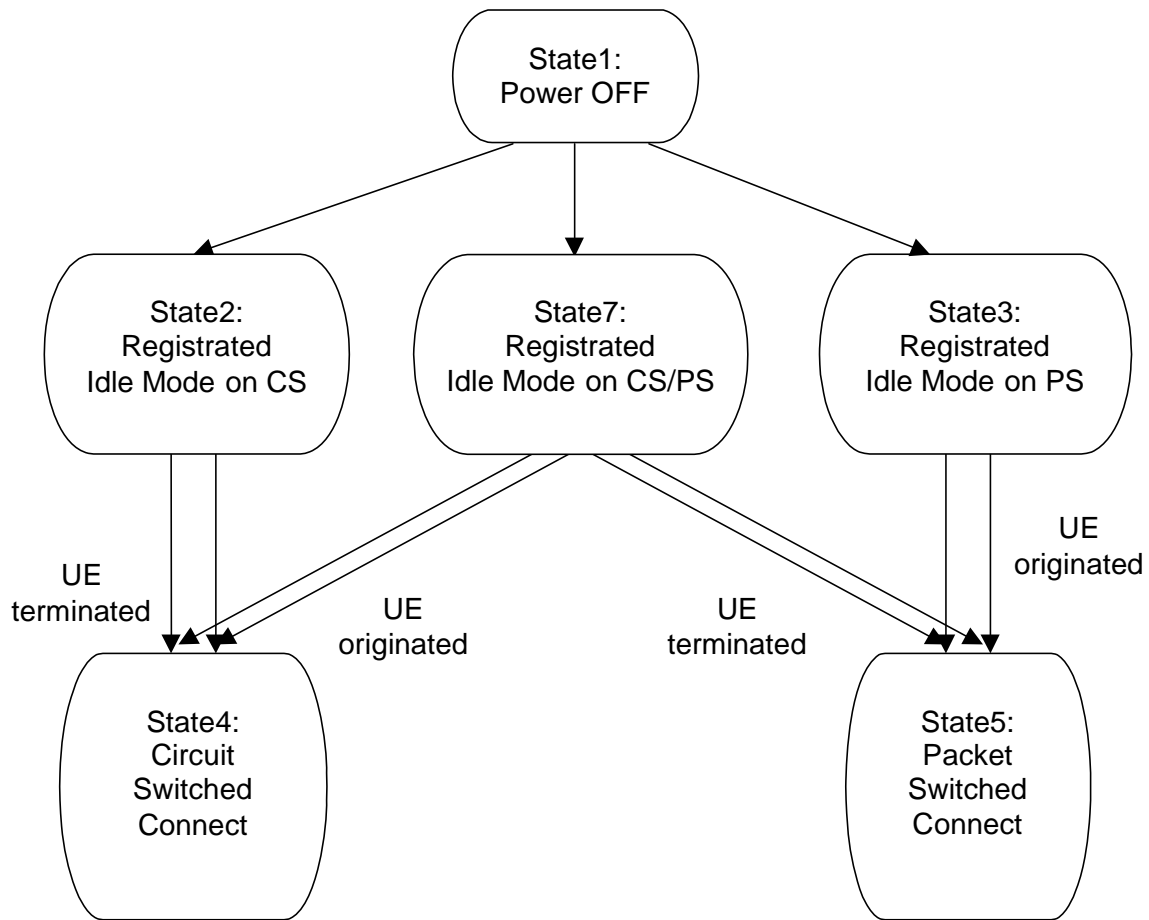 State1:
Power OFF
State2:
Registrated
Idle Mode on CS
State7:
Registrated
Idle Mode on CS/PS
State3:
Registrated
Idle Mode on PS
UE
terminated
UE
originated
UE
terminated
UE
originated
State4:
Circuit
Switched
Connect
State5:
Packet
Switched
Connect